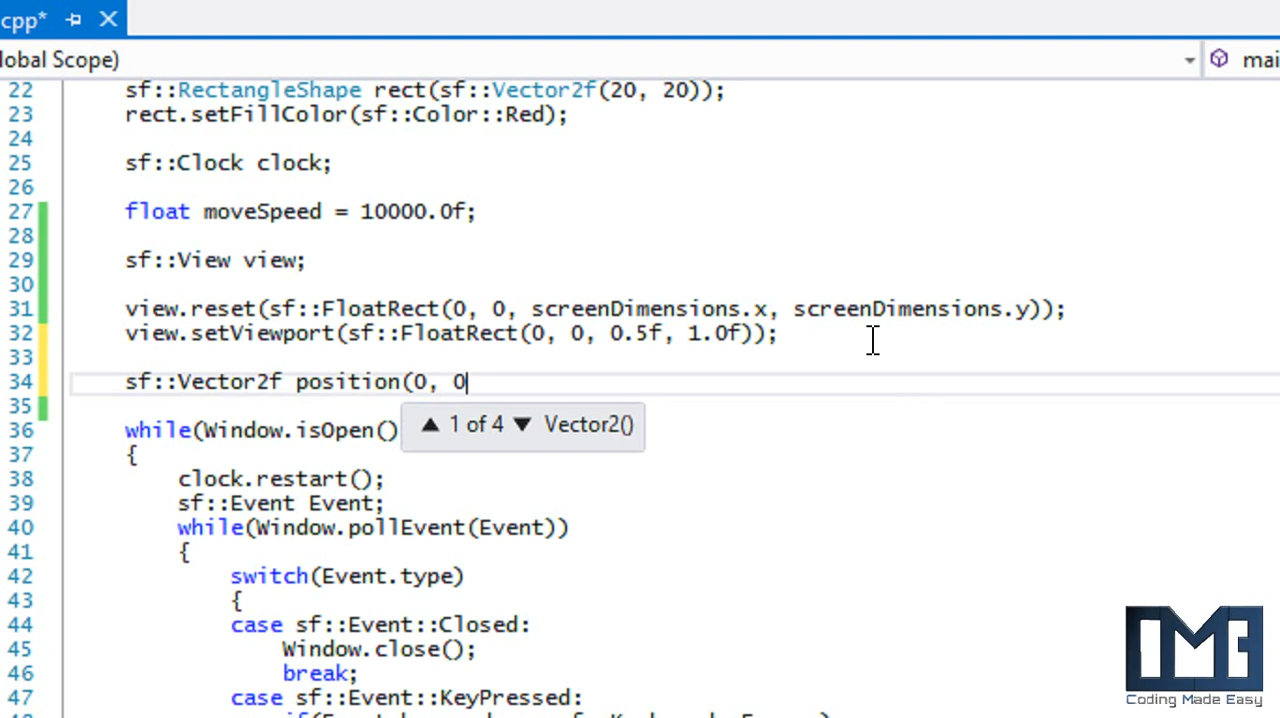 cpp*
lobal Scope)
mai
22 sf::RectangleShape rect(sf::Vector2f(20, 20));
23 rect.setFillColor(sf::Color::Red);
24
25 sf::Clock clock;
26
27 float moveSpeed = 10000.0f;
28
29 sf::View view;
30
31 view.reset(sf::FloatRect(0, 0, screenDimensions.x, screenDimensions.y));
32 view.setViewport(sf::FloatRect(0, 0, 0.5f, 1.0f));
33
34 sf::Vector2f position(0, 0
35
▲ 1 of 4 ▼ Vector2()
36 while(Window.isOpen()
37 {
38 clock.restart();
39 sf::Event Event;
40 while(Window.pollEvent(Event))
41 {
42 switch(Event.type)
43 {
44 case sf::Event::Closed:
45 Window.close();
46 break;
47 case sf::Event::KeyPressed:
CME
Coding Made Easy